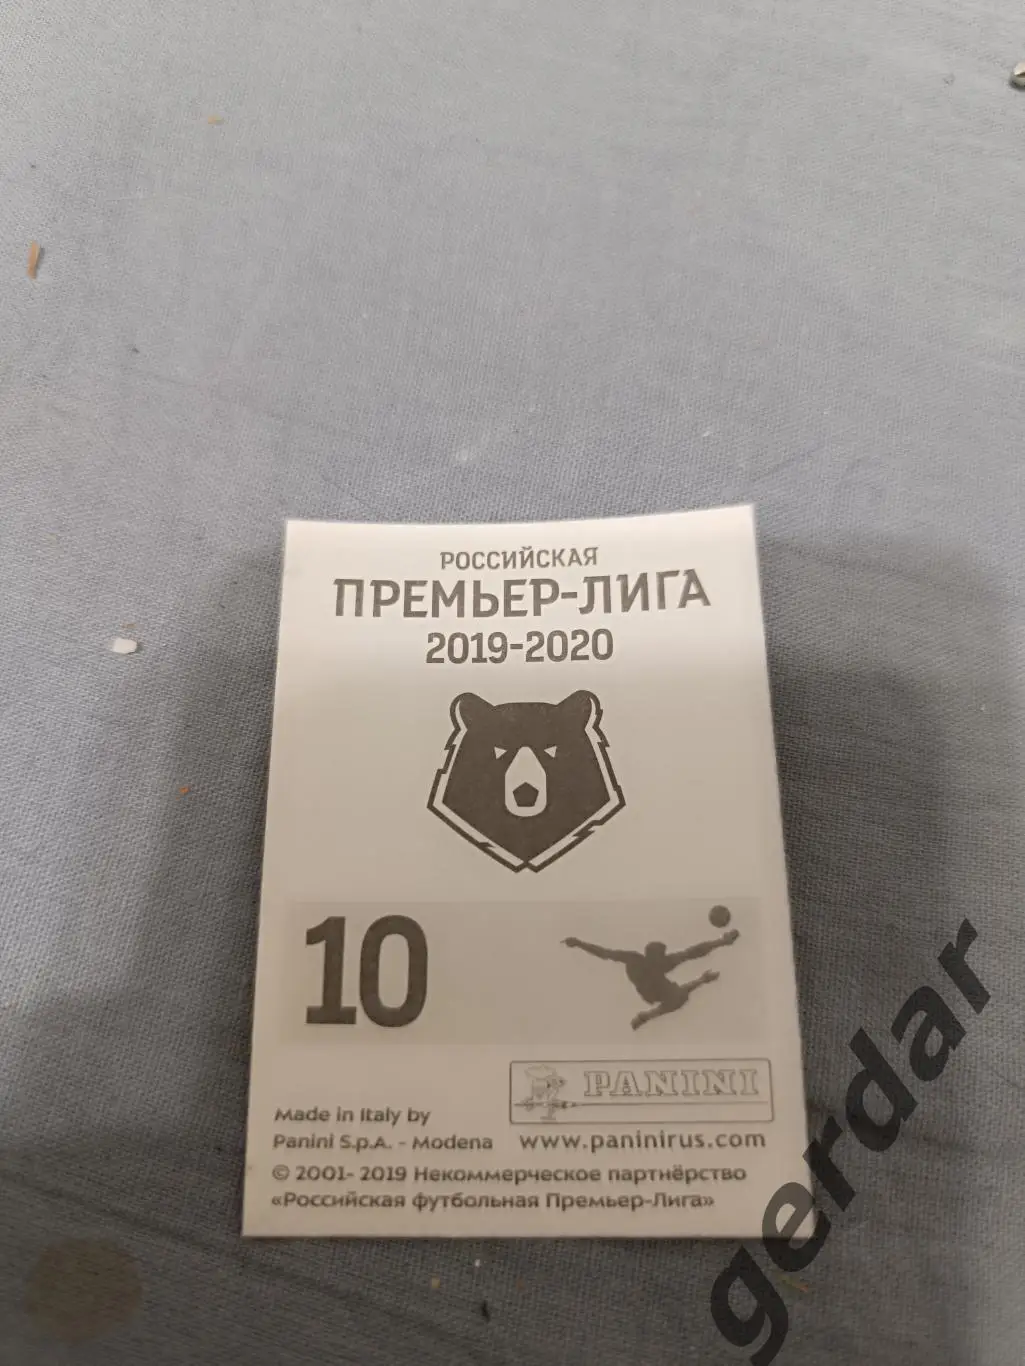 РОССИЙСКАЯ
ПРЕМЬЕР-ЛИГА
2019-2020
10
PANINI
Made in Italy by
Panini S.p.A. - Modena
www.paninirus.com
© 2001- 2019 Некоммерческое партнёрство
«Российская футбольная Премьер-Лига»
gerdar